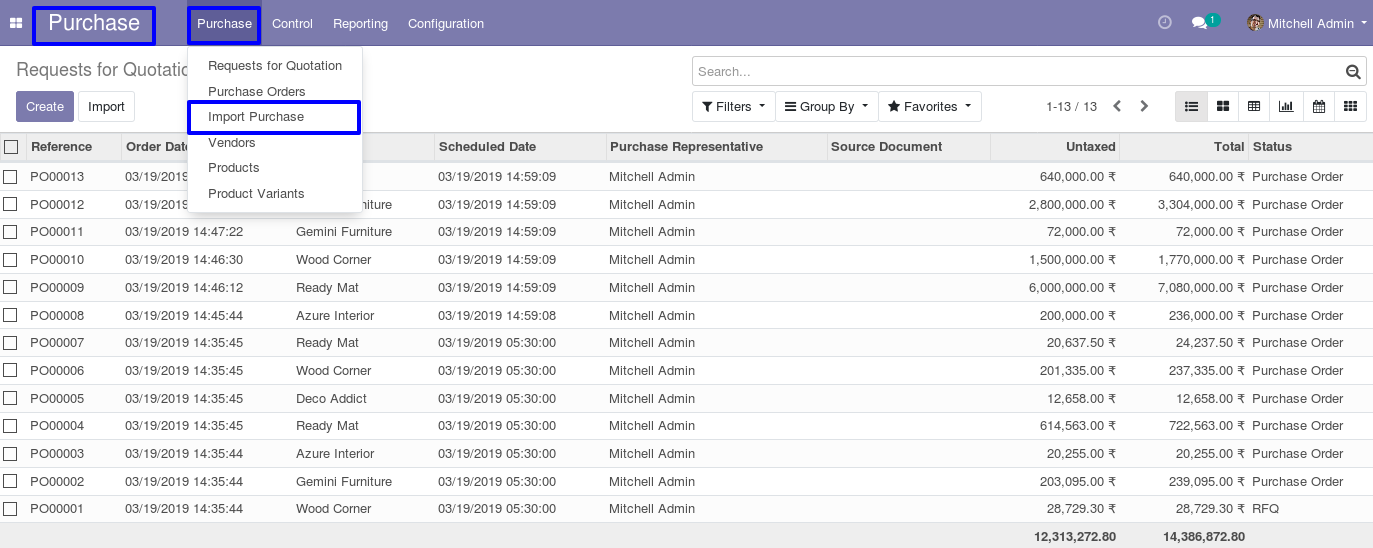 Purchase Purchase Control Reporting Configuration 1 Mitchell Admin
Requests for Quotatio
Search...
Create Import
Filters Group By Favorites 1-13 / 13
Requests for Quotation
Purchase Orders
Import Purchase
Vendors
Products
Product Variants
Reference Order Date Scheduled Date Purchase Representative Source Document Untaxed Total Status
PO00013 03/19/2019 03/19/2019 14:59:09 Mitchell Admin 640,000.00 ₹ 640,000.00 ₹ Purchase Order
PO00012 03/19/2019 niture 03/19/2019 14:59:09 Mitchell Admin 2,800,000.00 ₹ 3,304,000.00 ₹ Purchase Order
PO00011 03/19/2019 14:47:22 Gemini Furniture 03/19/2019 14:59:09 Mitchell Admin 72,000.00 ₹ 72,000.00 ₹ Purchase Order
PO00010 03/19/2019 14:46:30 Wood Corner 03/19/2019 14:59:09 Mitchell Admin 1,500,000.00 ₹ 1,770,000.00 ₹ Purchase Order
PO00009 03/19/2019 14:46:12 Ready Mat 03/19/2019 14:59:09 Mitchell Admin 6,000,000.00 ₹ 7,080,000.00 ₹ Purchase Order
PO00008 03/19/2019 14:45:44 Azure Interior 03/19/2019 14:59:08 Mitchell Admin 200,000.00 ₹ 236,000.00 ₹ Purchase Order
PO00007 03/19/2019 14:35:45 Ready Mat 03/19/2019 05:30:00 Mitchell Admin 20,637.50 ₹ 24,237.50 ₹ Purchase Order
PO00006 03/19/2019 14:35:45 Wood Corner 03/19/2019 05:30:00 Mitchell Admin 201,335.00 ₹ 237,335.00 ₹ Purchase Order
PO00005 03/19/2019 14:35:45 Deco Addict 03/19/2019 05:30:00 Mitchell Admin 12,658.00 ₹ 12,658.00 ₹ Purchase Order
PO00004 03/19/2019 14:35:45 Ready Mat 03/19/2019 05:30:00 Mitchell Admin 614,563.00 ₹ 722,563.00 ₹ Purchase Order
PO00003 03/19/2019 14:35:44 Azure Interior 03/19/2019 05:30:00 Mitchell Admin 20,255.00 ₹ 20,255.00 ₹ Purchase Order
PO00002 03/19/2019 14:35:44 Gemini Furniture 03/19/2019 05:30:00 Mitchell Admin 203,095.00 ₹ 239,095.00 ₹ Purchase Order
PO00001 03/19/2019 14:35:44 Wood Corner 03/19/2019 05:30:00 Mitchell Admin 28,729.30 ₹ 28,729.30 ₹ RFQ
12,313,272.80 14,386,872.80